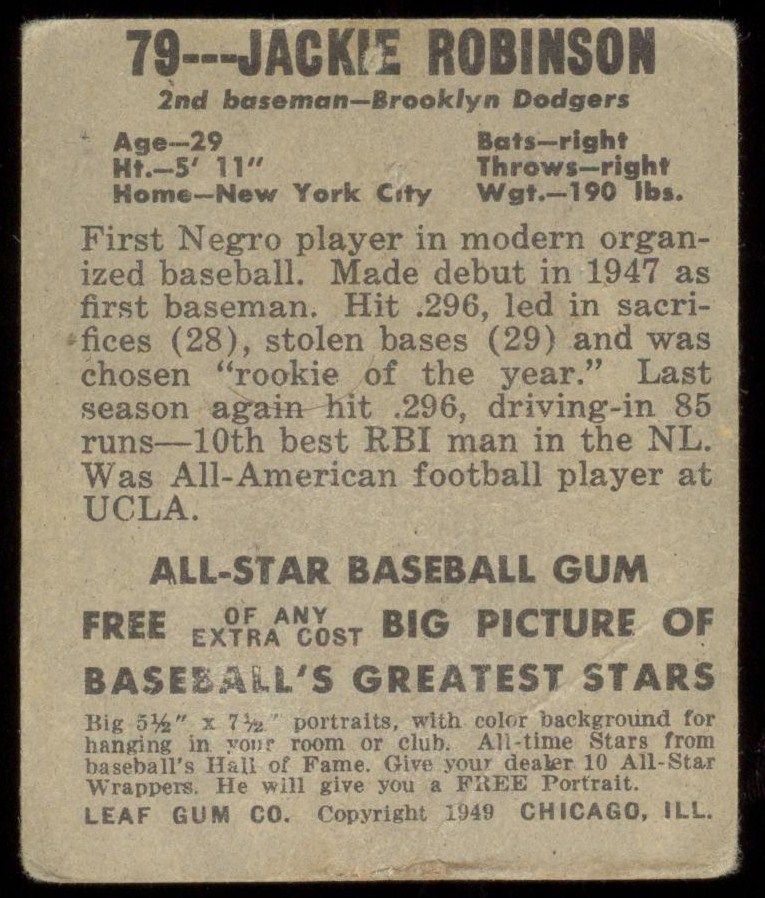 79---JACKIE ROBINSON
2nd baseman—Brooklyn Dodgers
Age—29 Bats—right
Ht.—5' 11" Throws—right
Home—New York City Wgt.—190 lbs.
First Negro player in modern organ-
ized baseball. Made debut in 1947 as
first baseman. Hit .296, led in sacri-
fices (28), stolen bases (29) and was
chosen “rookie of the year.” Last
season again hit .296, driving-in 85
runs—10th best RBI man in the NL.
Was All-American football player at
UCLA.
ALL-STAR BASEBALL GUM
FREE OF ANY EXTRA COST BIG PICTURE OF
BASEBALL'S GREATEST STARS
Big 5½" x 7½" portraits, with color background for
hanging in your room or club. All-time Stars from
baseball's Hall of Fame. Give your dealer 10 All-Star
Wrappers. He will give you a FREE Portrait.
LEAF GUM CO. Copyright 1949 CHICAGO, ILL.